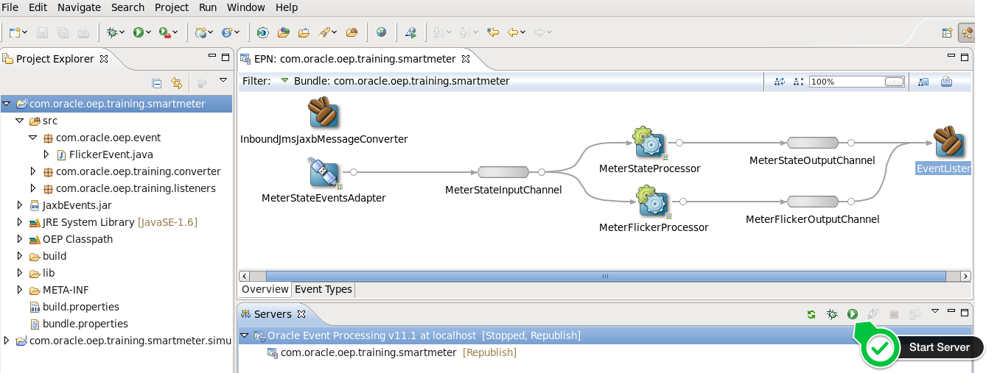 File Edit Navigate Search Project Run Window Help
Project Explorer
com.oracle.oep.training.smartmeter
src
com.oracle.oep.event
FlickerEvent.java
com.oracle.oep.training.converter
com.oracle.oep.training.listeners
JaxbEvents.jar
JRE System Library [JavaSE-1.6]
OEP Classpath
build
lib
META-INF
build.properties
bundle.properties
com.oracle.oep.training.smartmeter.simu
EPN: com.oracle.oep.training.smartmeter
Filter: Bundle: com.oracle.oep.training.smartmeter 100%
InboundJmsJaxbMessageConverter
MeterStateEventsAdapter
MeterStateInputChannel
MeterStateProcessor
MeterFlickerProcessor
MeterStateOutputChannel
MeterFlickerOutputChannel
EventListen
Overview Event Types
Servers
Oracle Event Processing v11.1 at localhost [Stopped, Republish]
com.oracle.oep.training.smartmeter [Republish]
Start Server